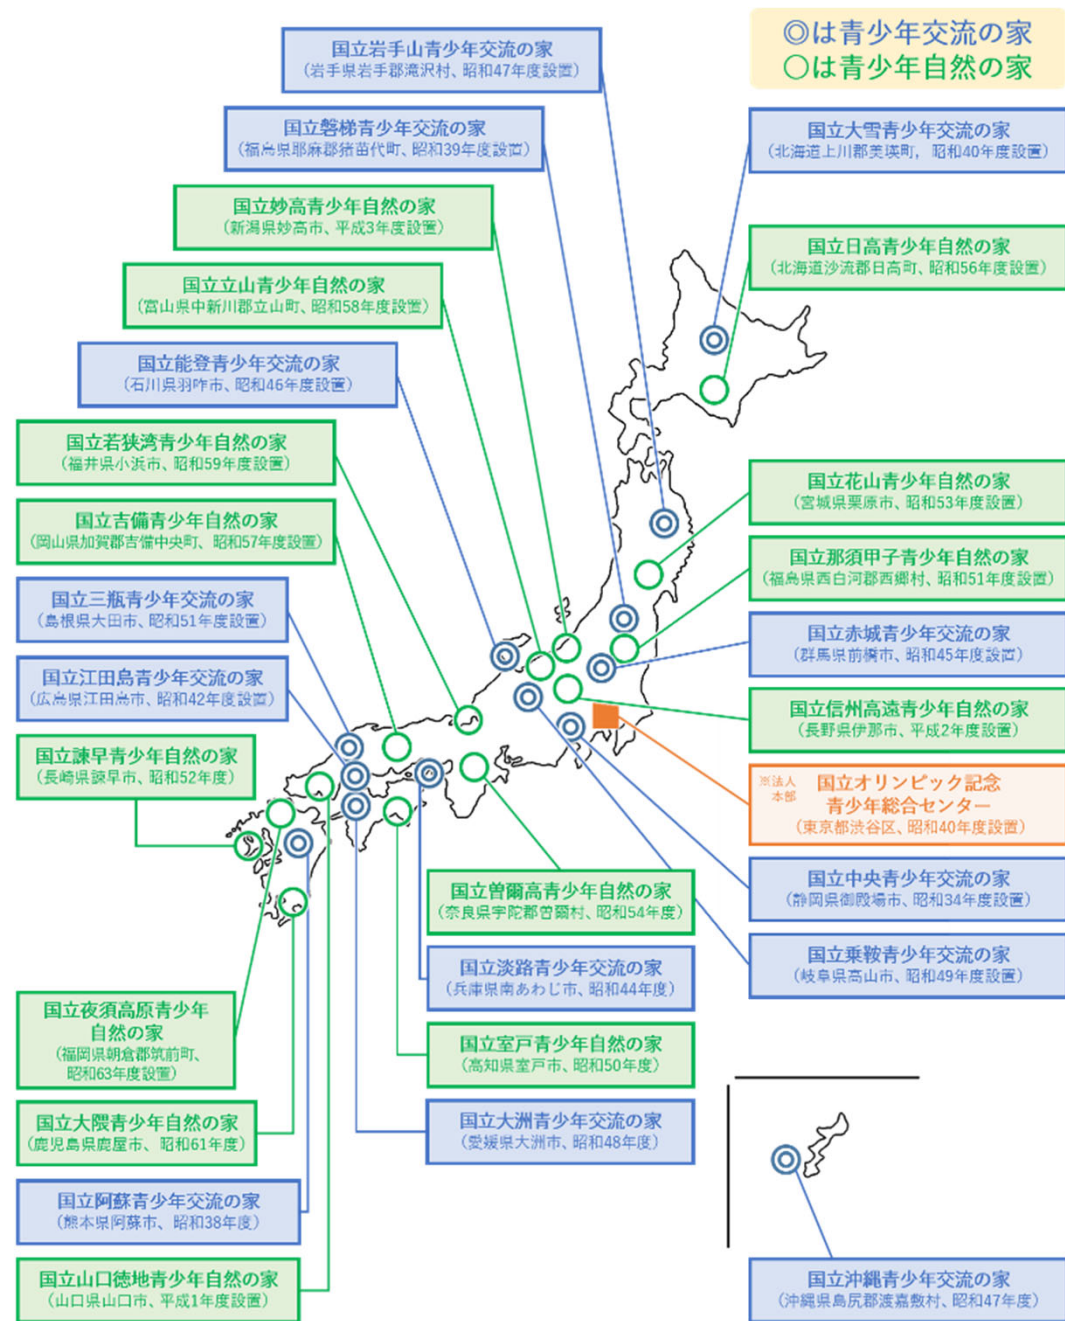 ◎は青少年交流の家
○は青少年自然の家
国立岩手山青少年交流の家
（岩手県岩手郡滝沢村、昭和47年度設置）
国立磐梯青少年交流の家
（福島県耶麻郡猪苗代町、昭和39年度設置）
国立妙高青少年自然の家
（新潟県妙高市、平成3年度設置）
国立立山青少年自然の家
（富山県中新川郡立山町、昭和58年度設置）
国立能登青少年交流の家
（石川県羽咋市、昭和46年度設置）
国立若狭湾青少年自然の家
（福井県小浜市、昭和59年度設置）
国立吉備青少年自然の家
（岡山県加賀郡吉備中央町、昭和57年度設置）
国立三瓶青少年交流の家
（島根県大田市、昭和51年度設置）
国立江田島青少年交流の家
（広島県江田島市、昭和42年度設置）
国立諫早青少年自然の家
（長崎県諫早市、昭和52年度）
国立夜須高原青少年
自然の家
（福岡県朝倉郡筑前町、
昭和63年度設置）
国立大隈青少年自然の家
（鹿児島県鹿屋市、昭和61年度）
国立阿蘇青少年交流の家
（熊本県阿蘇市、昭和38年度）
国立山口徳地青少年自然の家
（山口県山口市、平成1年度設置）
国立曽爾高青少年自然の家
（奈良県宇陀郡曽爾村、昭和54年度）
国立淡路青少年交流の家
（兵庫県南あわじ市、昭和44年度）
国立室戸青少年自然の家
（高知県室戸市、昭和50年度）
国立大洲青少年交流の家
（愛媛県大洲市、昭和48年度）
国立大雪青少年交流の家
（北海道上川郡美瑛町，昭和40年度設置）
国立日高青少年自然の家
（北海道沙流郡日高町、昭和56年度設置）
国立花山青少年自然の家
（宮城県栗原市、昭和53年度設置）
国立那須甲子青少年自然の家
（福島県西白河郡西郷村、昭和51年度設置）
国立赤城青少年交流の家
（群馬県前橋市、昭和45年度設置）
国立信州高遠青少年自然の家
（長野県伊那市、平成2年度設置）
※法人
本部
国立オリンピック記念
青少年総合センター
（東京都渋谷区、昭和40年度設置）
国立中央青少年交流の家
（静岡県御殿場市、昭和34年度設置）
国立乗鞍青少年交流の家
（岐阜県高山市、昭和49年度設置）
国立沖縄青少年交流の家
（沖縄県島尻郡渡嘉敷村、昭和47年度）